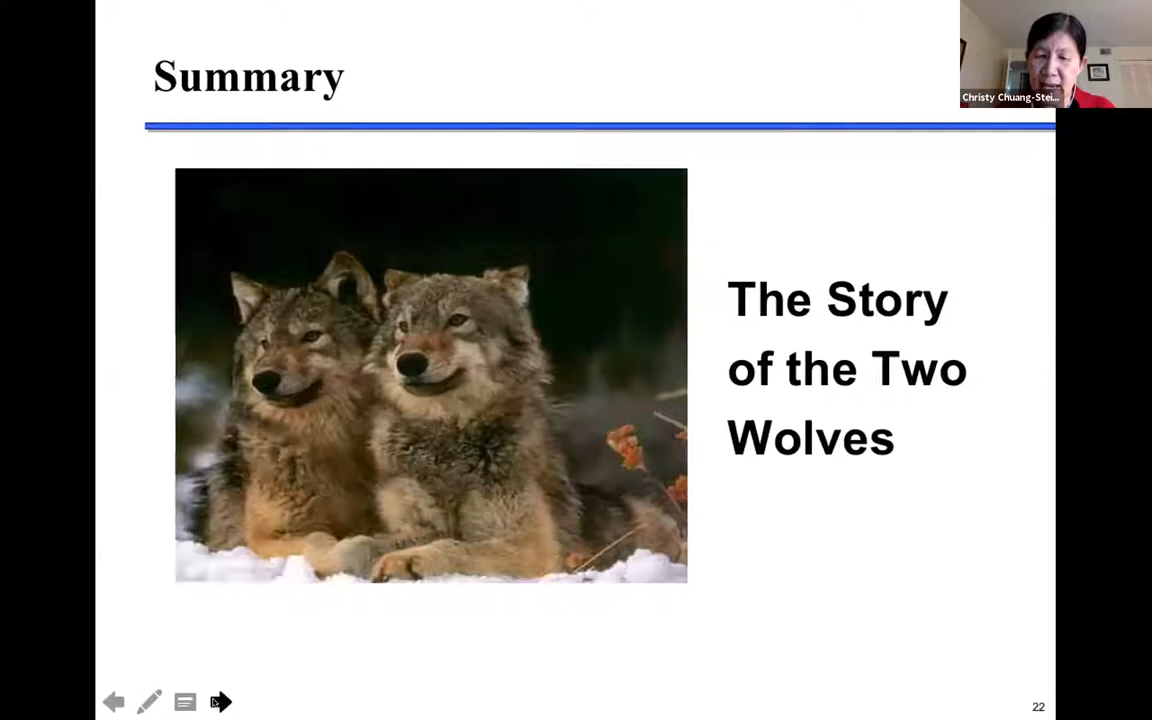 Summary
Christy Chuang-Stei...
The Story
of the Two
Wolves
22